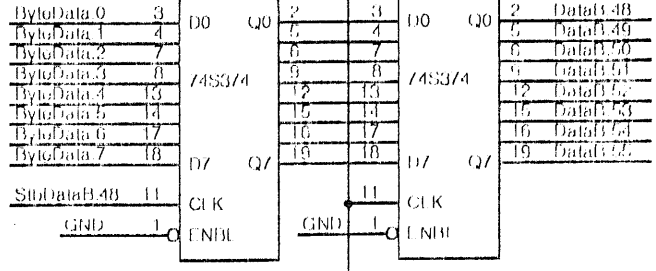 ByteData.0 3 D0 Q0 2 3 D0 Q0 2 DataB.48
ByteData.1 4 5 4 5 DataB.49
ByteData.2 7 6 7 6 DataB.50
ByteData.3 8 74S374 9 8 74S374 9 DataB.51
ByteData.4 13 12 13 12 DataB.52
ByteData.5 14 15 14 15 DataB.53
ByteData.6 17 16 17 16 DataB.54
ByteData.7 18 D7 Q7 19 18 D7 Q7 19 DataB.55
StbDataB.48 11 CLK 11 CLK
GND 1 ENBL GND 1 ENBL